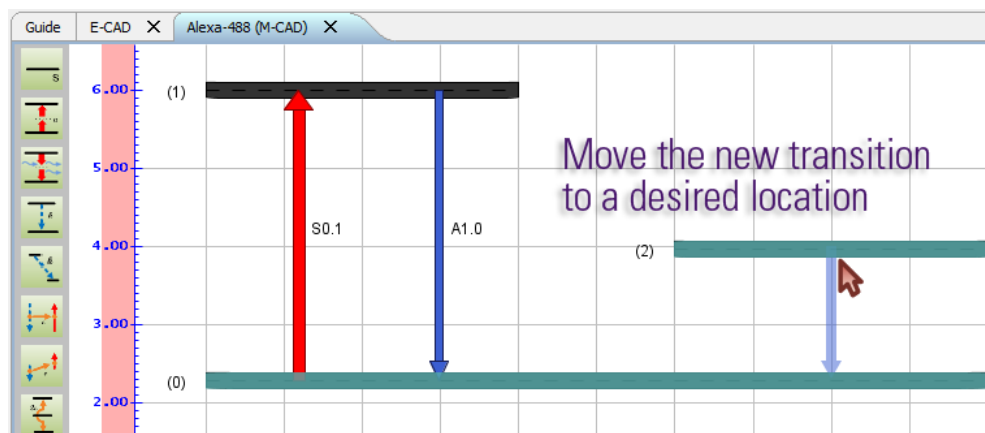 Guide E-CAD X Alexa-488 (M-CAD) X
S
6.00 (1)
5.00
Move the new transition
to a desired location
S0.1 A1.0
4.00 (2)
3.00
(0)
2.00